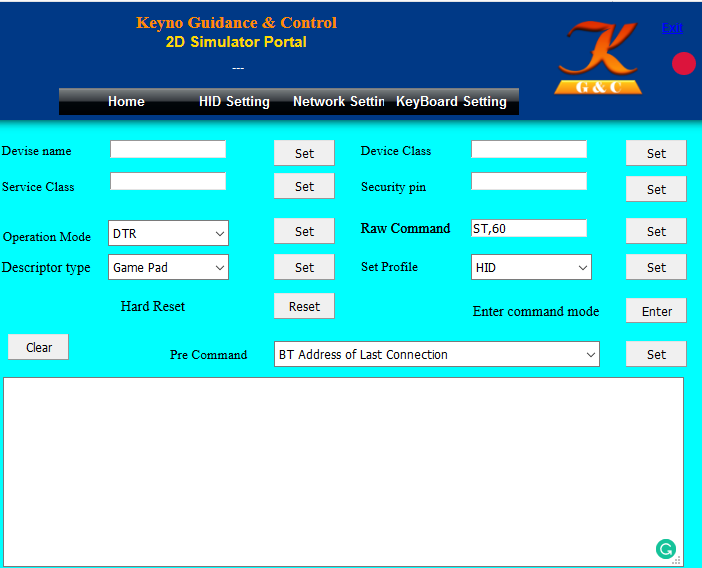 Keyno Guidance & Control
2D Simulator Portal
---
Exit
K
G & C
Home HID Setting Network Settin KeyBoard Setting
Devise name Set Device Class Set
Service Class Set Security pin Set
Operation Mode DTR Set Raw Command ST,60 Set
Descriptor type Game Pad Set Set Profile HID Set
Hard Reset Reset Enter command mode Enter
Clear Pre Command BT Address of Last Connection Set